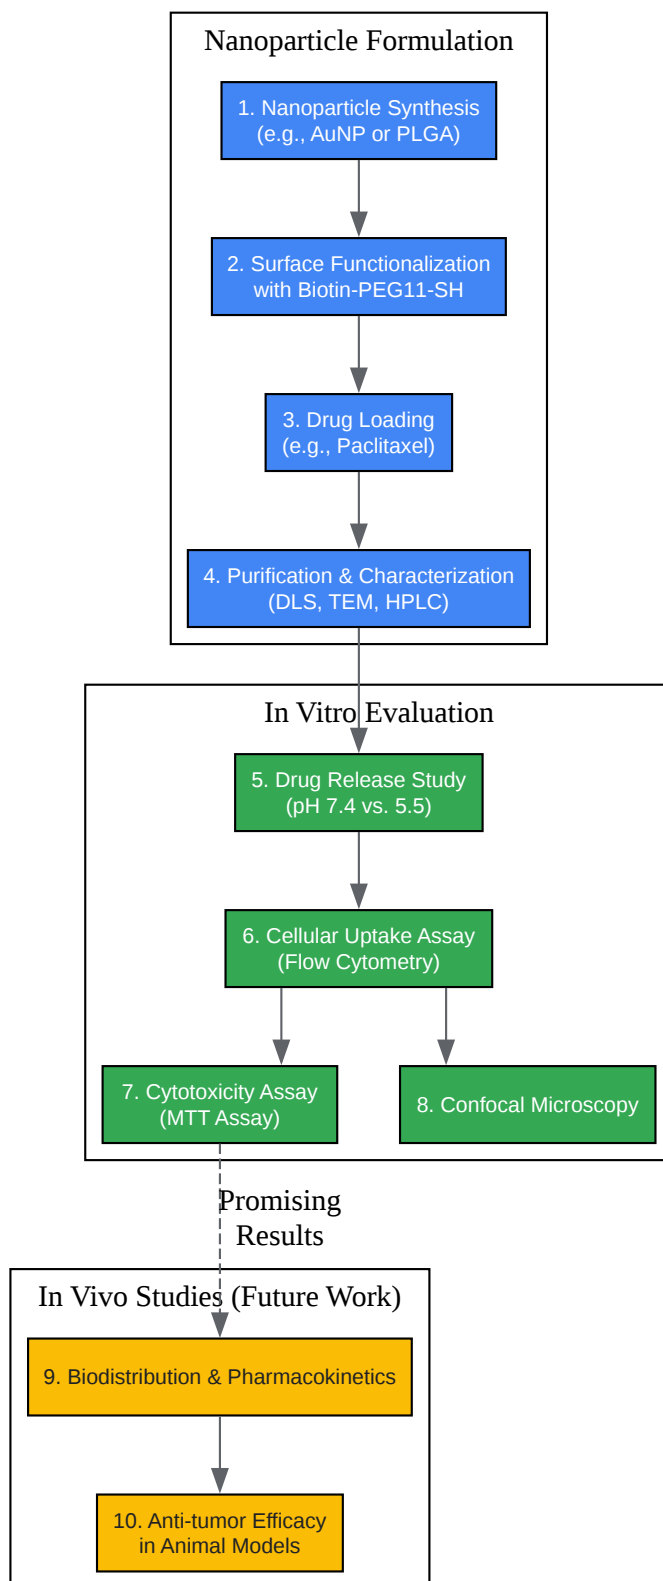 Nanoparticle Formulation
1. Nanoparticle Synthesis
(e.g., AuNP or PLGA)
2. Surface Functionalization
with Biotin-PEG11-SH
3. Drug Loading
(e.g., Paclitaxel)
4. Purification & Characterization
(DLS, TEM, HPLC)
In Vitro Evaluation
5. Drug Release Study
(pH 7.4 vs. 5.5)
6. Cellular Uptake Assay
(Flow Cytometry)
7. Cytotoxicity Assay
(MTT Assay)
8. Confocal Microscopy
Promising
Results
In Vivo Studies (Future Work)
9. Biodistribution & Pharmacokinetics
10. Anti-tumor Efficacy
in Animal Models